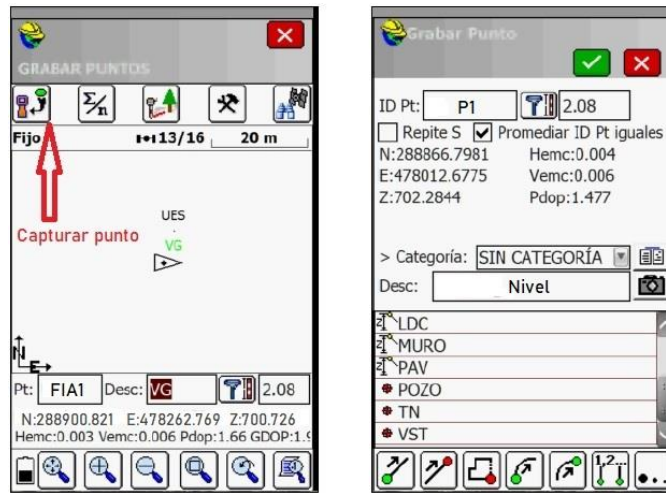 GRABAR PUNTOS
Σ/n
Fijo 13/16 20 m
Capturar punto
UES
VG
N
E
Pt: FIA1 Desc: VG 2.08
N:288900.821 E:478262.769 Z:700.726
Hemc:0.003 Vemc:0.006 Pdop:1.66 GDOP:1.9
Grabar Punto
ID Pt: P1 2.08
Repite S Promediar ID Pt iguales
N:288866.7981 Hemc:0.004
E:478012.6775 Vemc:0.006
Z:702.2844 Pdop:1.477
> Categoría: SIN CATEGORÍA
Desc: Nivel
LDC
MURO
PAV
POZO
TN
VST
1,2...